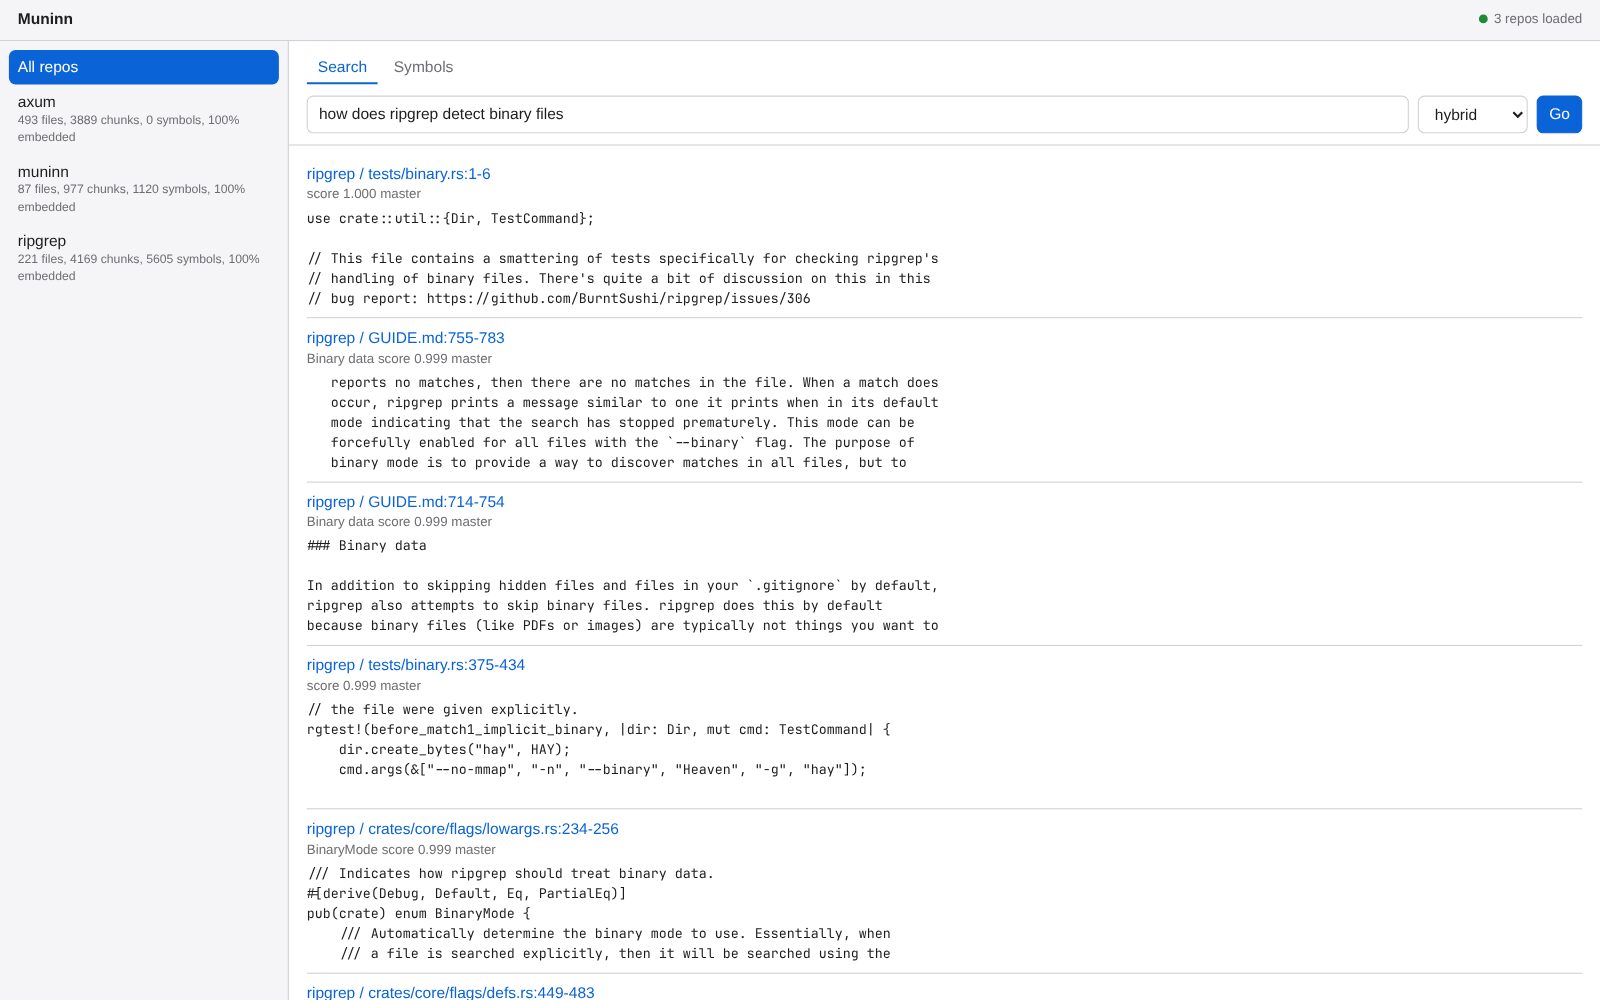 Muninn
3 repos loaded
All repos
axum
493 files, 3889 chunks, 0 symbols, 100%
embedded
muninn
87 files, 977 chunks, 1120 symbols, 100%
embedded
ripgrep
221 files, 4169 chunks, 5605 symbols, 100%
embedded
Search Symbols
how does ripgrep detect binary files
hybrid
Go
ripgrep / tests/binary.rs:1-6
score 1.000 master
use crate::util::{Dir, TestCommand};
// This file contains a smattering of tests specifically for checking ripgrep's
// handling of binary files. There's quite a bit of discussion on this in this
// bug report: https://github.com/BurntSushi/ripgrep/issues/306
ripgrep / GUIDE.md:755-783
Binary data score 0.999 master
reports no matches, then there are no matches in the file. When a match does
occur, ripgrep prints a message similar to one it prints when in its default
mode indicating that the search has stopped prematurely. This mode can be
forcefully enabled for all files with the `--binary` flag. The purpose of
binary mode is to provide a way to discover matches in all files, but to
ripgrep / GUIDE.md:714-754
Binary data score 0.999 master
### Binary data
In addition to skipping hidden files and files in your `.gitignore` by default,
ripgrep also attempts to skip binary files. ripgrep does this by default
because binary files (like PDFs or images) are typically not things you want to
ripgrep / tests/binary.rs:375-434
score 0.999 master
// the file were given explicitly.
rgtest!(before_match1_implicit_binary, |dir: Dir, mut cmd: TestCommand| {
    dir.create_bytes("hay", HAY);
    cmd.args(&["--no-mmap", "-n", "--binary", "Heaven", "-g", "hay"]);
ripgrep / crates/core/flags/lowargs.rs:234-256
BinaryMode score 0.999 master
/// Indicates how ripgrep should treat binary data.
#[derive(Debug, Default, Eq, PartialEq)]
pub(crate) enum BinaryMode {
    /// Automatically determine the binary mode to use. Essentially, when
    /// a file is searched explicitly, then it will be searched using the
ripgrep / crates/core/flags/defs.rs:449-483